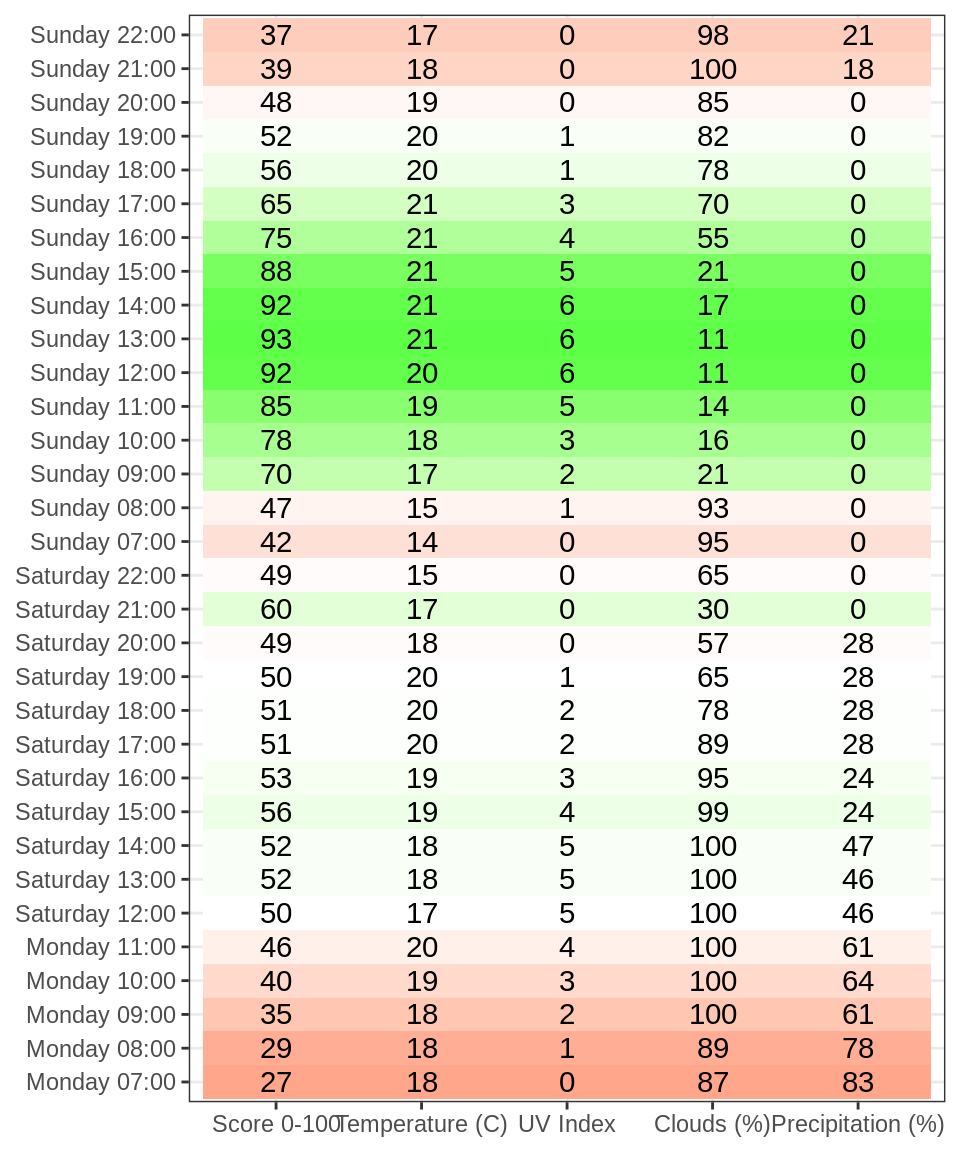 Sunday 22:00 37 17 0 98 21
Sunday 21:00 39 18 0 100 18
Sunday 20:00 48 19 0 85 0
Sunday 19:00 52 20 1 82 0
Sunday 18:00 56 20 1 78 0
Sunday 17:00 65 21 3 70 0
Sunday 16:00 75 21 4 55 0
Sunday 15:00 88 21 5 21 0
Sunday 14:00 92 21 6 17 0
Sunday 13:00 93 21 6 11 0
Sunday 12:00 92 20 6 11 0
Sunday 11:00 85 19 5 14 0
Sunday 10:00 78 18 3 16 0
Sunday 09:00 70 17 2 21 0
Sunday 08:00 47 15 1 93 0
Sunday 07:00 42 14 0 95 0
Saturday 22:00 49 15 0 65 0
Saturday 21:00 60 17 0 30 0
Saturday 20:00 49 18 0 57 28
Saturday 19:00 50 20 1 65 28
Saturday 18:00 51 20 2 78 28
Saturday 17:00 51 20 2 89 28
Saturday 16:00 53 19 3 95 24
Saturday 15:00 56 19 4 99 24
Saturday 14:00 52 18 5 100 47
Saturday 13:00 52 18 5 100 46
Saturday 12:00 50 17 5 100 46
Monday 11:00 46 20 4 100 61
Monday 10:00 40 19 3 100 64
Monday 09:00 35 18 2 100 61
Monday 08:00 29 18 1 89 78
Monday 07:00 27 18 0 87 83
Score 0-100 Temperature (C) UV Index Clouds (%) Precipitation (%)